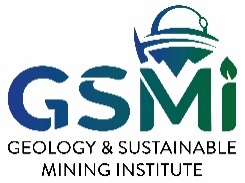 GSMi
GEOLOGY & SUSTAINABLE
MINING INSTITUTE